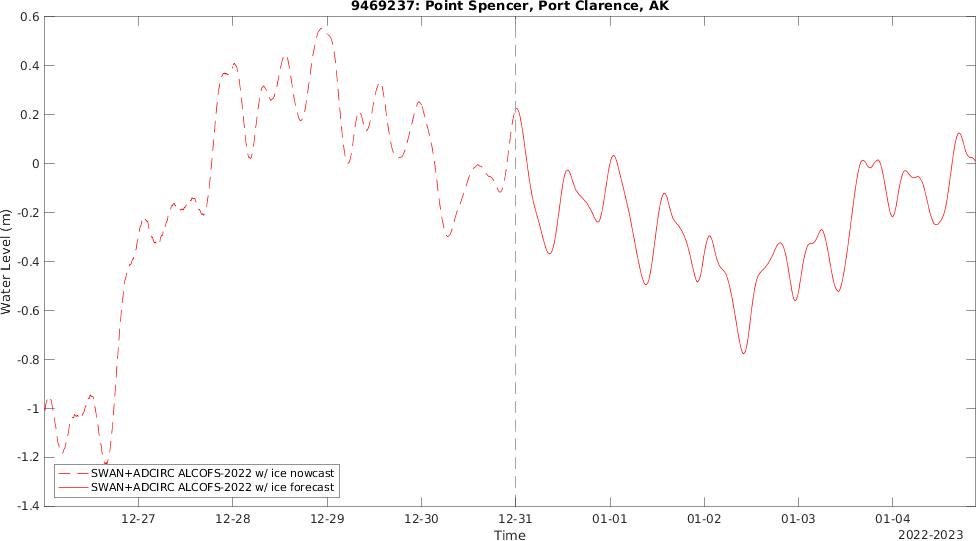 9469237: Point Spencer, Port Clarence, AK
Water Level (m)
0.6
0.4
0.2
0
-0.2
-0.4
-0.6
-0.8
-1
-1.2
-1.4
SWAN+ADCIRC ALCOFS-2022 w/ ice nowcast
SWAN+ADCIRC ALCOFS-2022 w/ ice forecast
12-27 12-28 12-29 12-30 12-31 01-01 01-02 01-03 01-04
Time
2022-2023